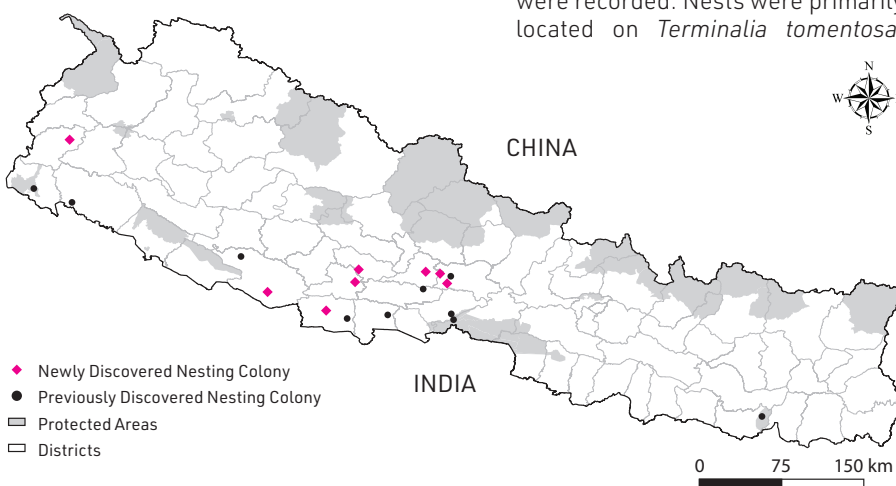 were recorded. Nests were primarily
located on Terminalia tomentosa
N
W
S
CHINA
INDIA
Newly Discovered Nesting Colony
Previously Discovered Nesting Colony
Protected Areas
Districts
0 75 150 km